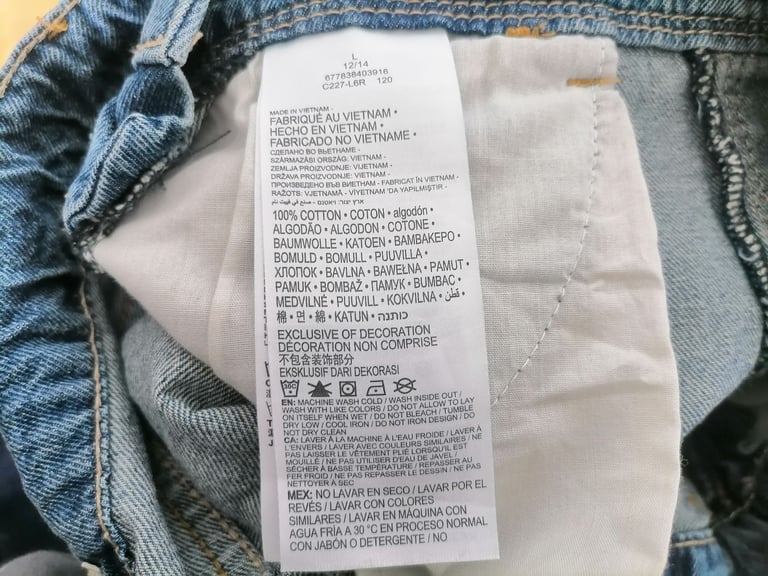 L
12/14
677838403916
C227-L6R 120
MADE IN VIETNAM •
FABRIQUÉ AU VIETNAM •
HECHO EN VIETNAM •
FABRICADO NO VIETNAME •
СДЕЛАНО ВО ВЬЕТНАМЕ •
SZÁRMAZÁSI ORSZÁG: VIETNAM •
ZEMLJA PROIZVODNJE: VIJETNAM •
DRŽAVA PROIZVODNJE: VIETNAM •
ПРОИЗВЕДЕНО ВЪВ ВИЕТНАМ • FABRICAT ÎN VIETNAM •
RAŽOTS: VJETNAMĀ • VİYETNAM 'DA YAPILMIŞTIR •
ארץ יצור: ויאטנם • صنع في فييت نام
100% COTTON • COTON • algodón •
ALGODÃO • ALGODON • COTONE •
BAUMWOLLE • KATOEN • ΒΑΜΒΑΚΕΡΟ •
BOMULD • BOMULL • PUUVILLA •
ХЛОПОК • BAVLNA • BAWEŁNA • PAMUT •
PAMUK • BOMBAŽ • ПАМУК • BUMBAC •
MEDVILNĖ • PUUVILL • KOKVILNA • قطن •
棉 • 면 • 綿 • KATUN • כותנה •
EXCLUSIVE OF DECORATION
DÉCORATION NON COMPRISE
不包含装饰部分
EKSKLUSIF DARI DEKORASI
EN: MACHINE WASH COLD / WASH INSIDE OUT /
WASH WITH LIKE COLORS / DO NOT ALLOW TO LAY
ON ITSELF WHEN WET / DO NOT BLEACH / TUMBLE
DRY LOW / COOL IRON / DO NOT IRON DESIGN / DO
NOT DRY CLEAN
CA: LAVER À LA MACHINE À L'EAU FROIDE / LAVER À
L'ENVERS / LAVER AVEC COULEURS SIMILAIRES / NE
PAS LAISSER LE VÊTEMENT PLIÉ LORSQU'IL EST
MOUILLÉ / NE PAS UTILISER D'EAU DE JAVEL /
SÉCHER À BASSE TEMPÉRATURE / REPASSER AU
FER FROID / NE PAS REPASSER LE DESSIN / NE PAS
NETTOYER À SEC
MEX: NO LAVAR EN SECO / LAVAR POR EL
REVÉS / LAVAR CON COLORES
SIMILARES / LAVAR EN MÁQUINA CON
AGUA FRÍA A 30 °C EN PROCESO NORMAL
CON JABÓN O DETERGENTE / NO